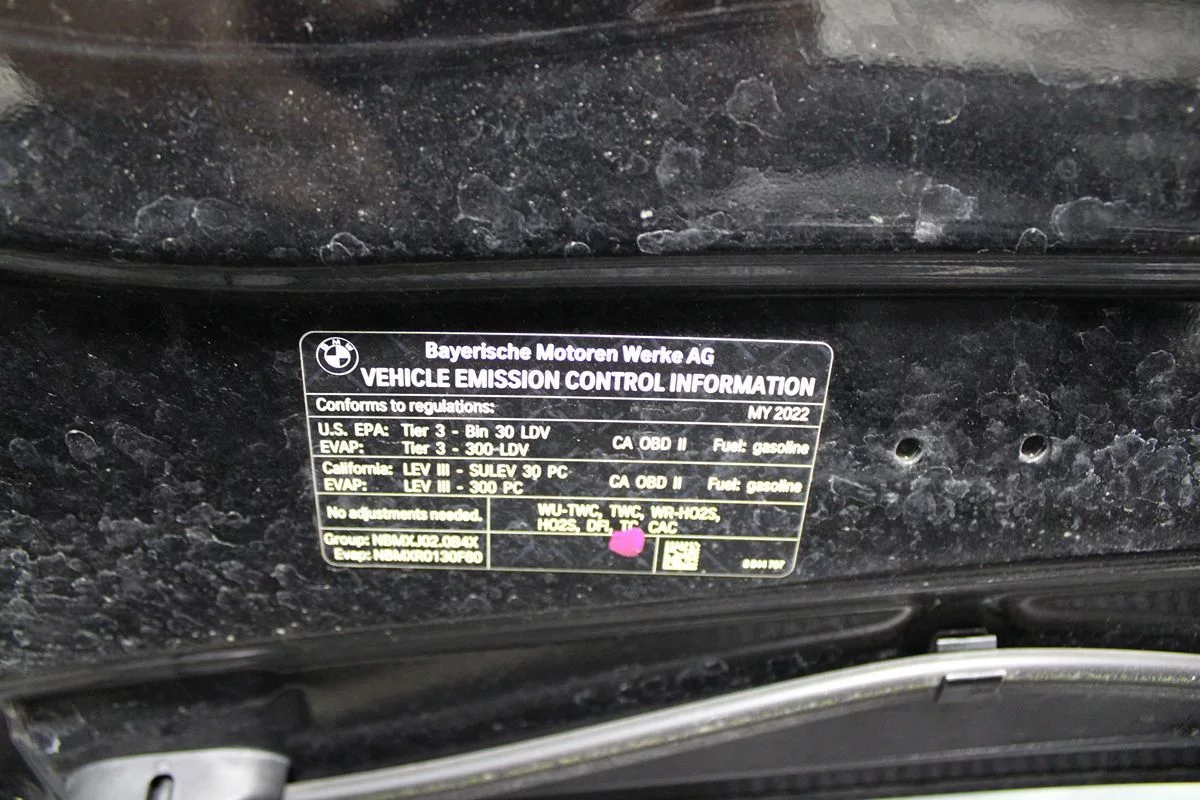 BMW
Bayerische Motoren Werke AG
VEHICLE EMISSION CONTROL INFORMATION
Conforms to regulations: MY 2022
U.S. EPA: Tier 3 - Bin 30 LDV
EVAP: Tier 3 - 300-LDV
CA OBD II Fuel: gasoline
California: LEV III - SULEV 30 PC
EVAP: LEV III - 300 PC
CA OBD II Fuel: gasoline
No adjustments needed.
WU-TWC, TWC, WR-HO2S,
HO2S, DFI, TC, CAC
Group: NBMXJ02.0B4X
Evap: NBMXR0130F60